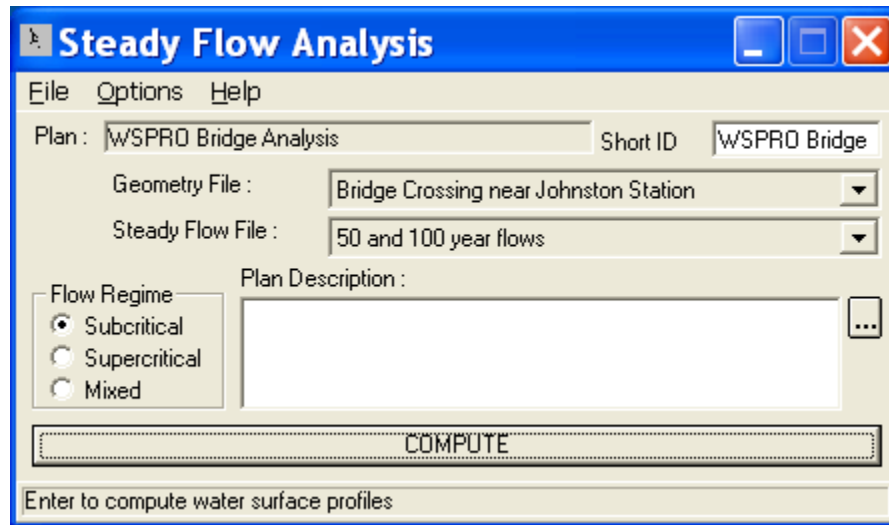 Steady Flow Analysis
File Options Help
Plan : WSPRO Bridge Analysis Short ID WSPRO Bridge
Geometry File : Bridge Crossing near Johnston Station
Steady Flow File : 50 and 100 year flows
Flow Regime Plan Description :
Subcritical ...
Supercritical
Mixed
COMPUTE
Enter to compute water surface profiles